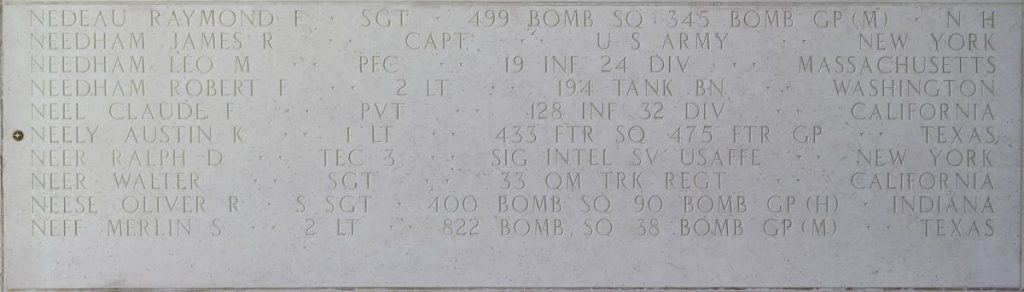 NEDEAU RAYMOND F · SGT · 499 BOMB SQ 345 BOMB GP (M) · N H
NEEDHAM JAMES R · CAPT · U S ARMY · NEW YORK
NEEDHAM LEO M · PFC · 19 INF 24 DIV · MASSACHUSETTS
NEEDHAM ROBERT F · 2 LT · 194 TANK BN · WASHINGTON
NEEL CLAUDE F · PVT · 128 INF 32 DIV · CALIFORNIA
NEELY AUSTIN K · 1 LT · 433 FTR SQ 475 FTR GP · TEXAS
NEER RALPH D · TEC 3 · SIG INTEL SV USAFFE · NEW YORK
NEER WALTER · SGT · 33 QM TRK REGT · CALIFORNIA
NEESE OLIVER R · S SGT · 400 BOMB SQ 90 BOMB GP (H) · INDIANA
NEFF MERLIN S · 2 LT · 822 BOMB SQ 38 BOMB GP (M) · TEXAS